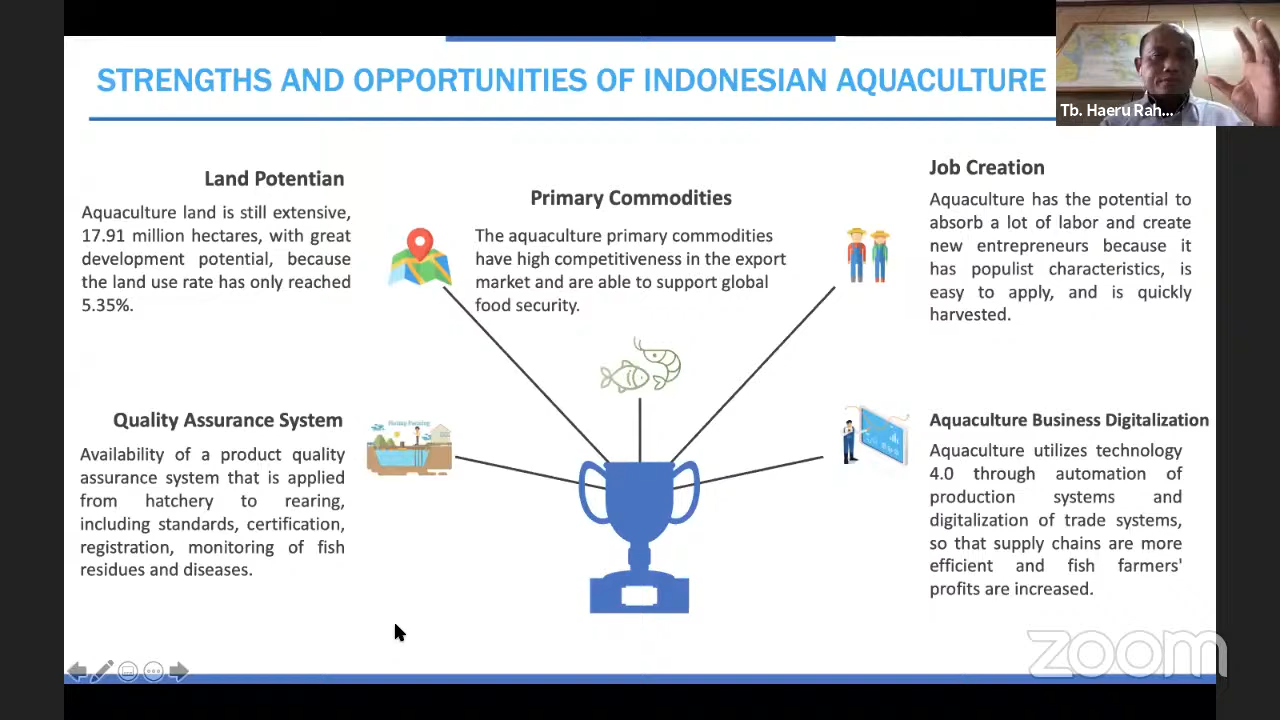 STRENGTHS AND OPPORTUNITIES OF INDONESIAN AQUACULTURE
Tb. Haeru Rah...
Land Potentian
Aquaculture land is still extensive,
17.91 million hectares, with great
development potential, because
the land use rate has only reached
5.35%.
Primary Commodities
The aquaculture primary commodities
have high competitiveness in the export
market and are able to support global
food security.
Job Creation
Aquaculture has the potential to
absorb a lot of labor and create
new entrepreneurs because it
has populist characteristics, is
easy to apply, and is quickly
harvested.
Quality Assurance System
Availability of a product quality
assurance system that is applied
from hatchery to rearing,
including standards, certification,
registration, monitoring of fish
residues and diseases.
Aquaculture Business Digitalization
Aquaculture utilizes technology
4.0 through automation of
production systems and
digitalization of trade systems,
so that supply chains are more
efficient and fish farmers'
profits are increased.
zoom